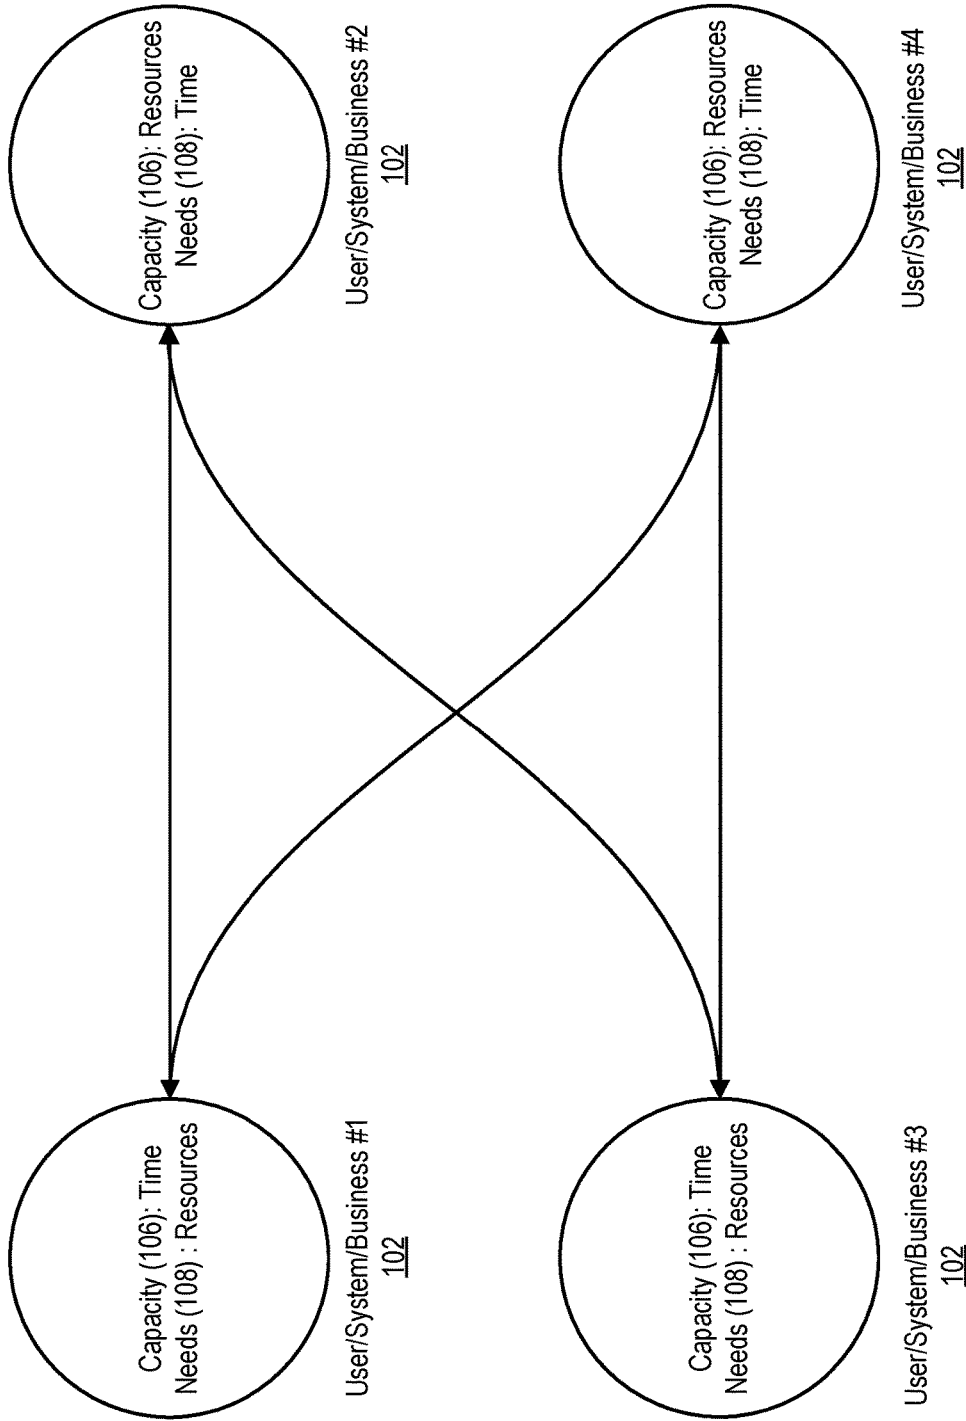 Capacity (106): Time
Needs (108) : Resources
User/System/Business #1
102
Capacity (106): Resources
Needs (108): Time
User/System/Business #2
102
Capacity (106): Time
Needs (108) : Resources
User/System/Business #3
102
Capacity (106): Resources
Needs (108): Time
User/System/Business #4
102